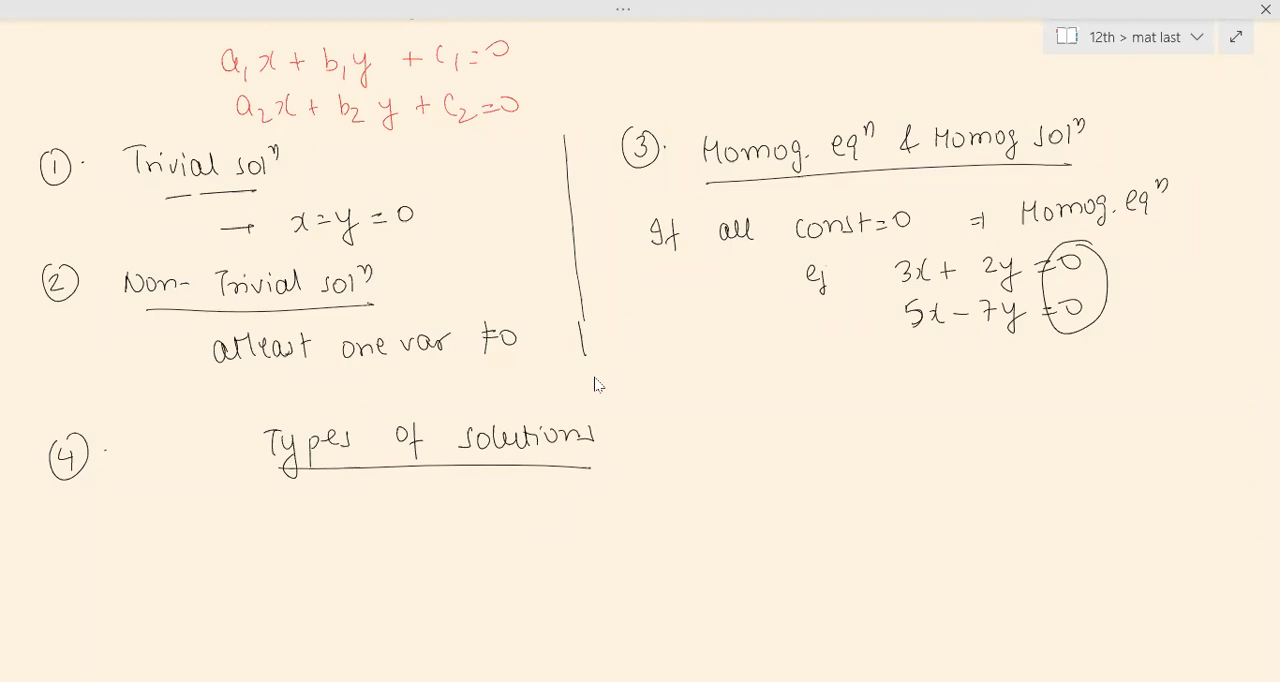 12th > mat last
a₁x + b₁y + c₁ = 0
a₂x + b₂y + c₂ = 0
①. Trivial solⁿ
→ x = y = 0
② Non-Trivial solⁿ
atleast one var ≠0
③. Homog. eqⁿ & Homog solⁿ
If all const = 0 ⇒ Homog. eqⁿ
eg 3x + 2y = 0
5x - 7y = 0
④. Types of solutions